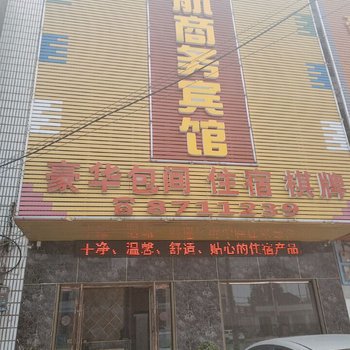 商务宾馆
豪华包间 住宿 棋牌
8711239
干净、温馨、舒适、贴心的住宿产品